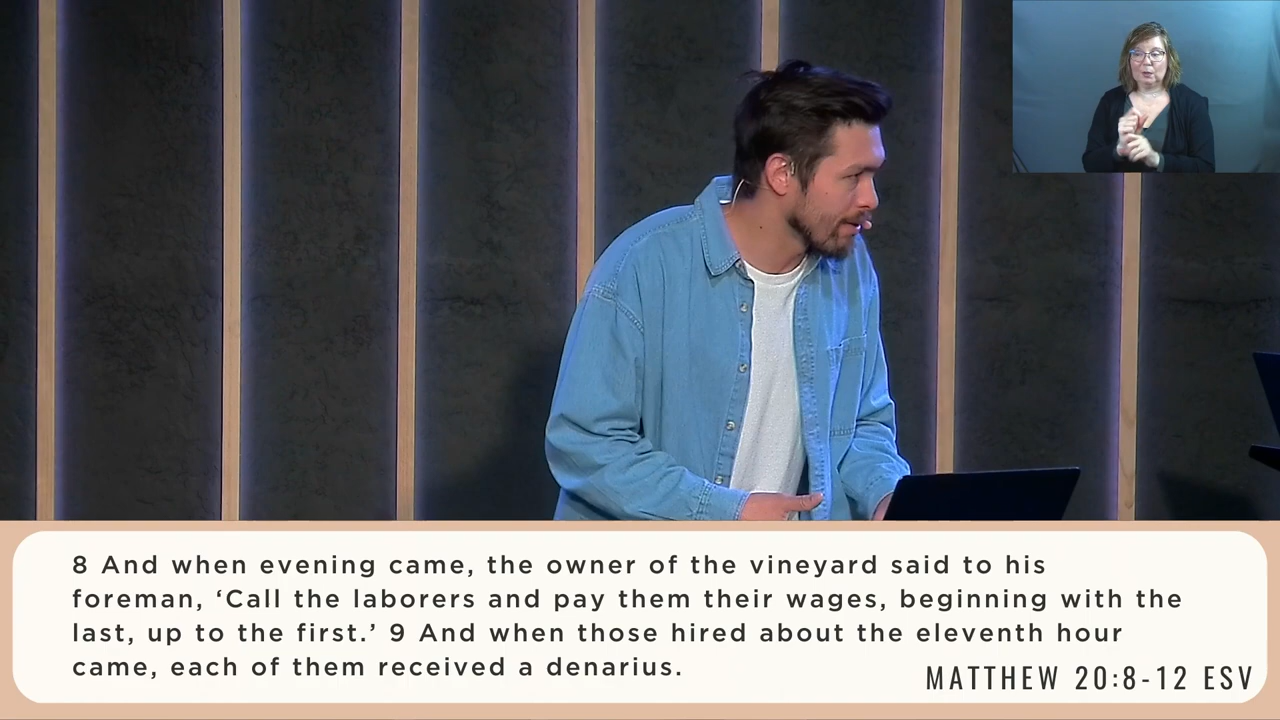 8 And when evening came, the owner of the vineyard said to his
foreman, ‘Call the laborers and pay them their wages, beginning with the
last, up to the first.’ 9 And when those hired about the eleventh hour
came, each of them received a denarius.
MATTHEW 20:8-12 ESV